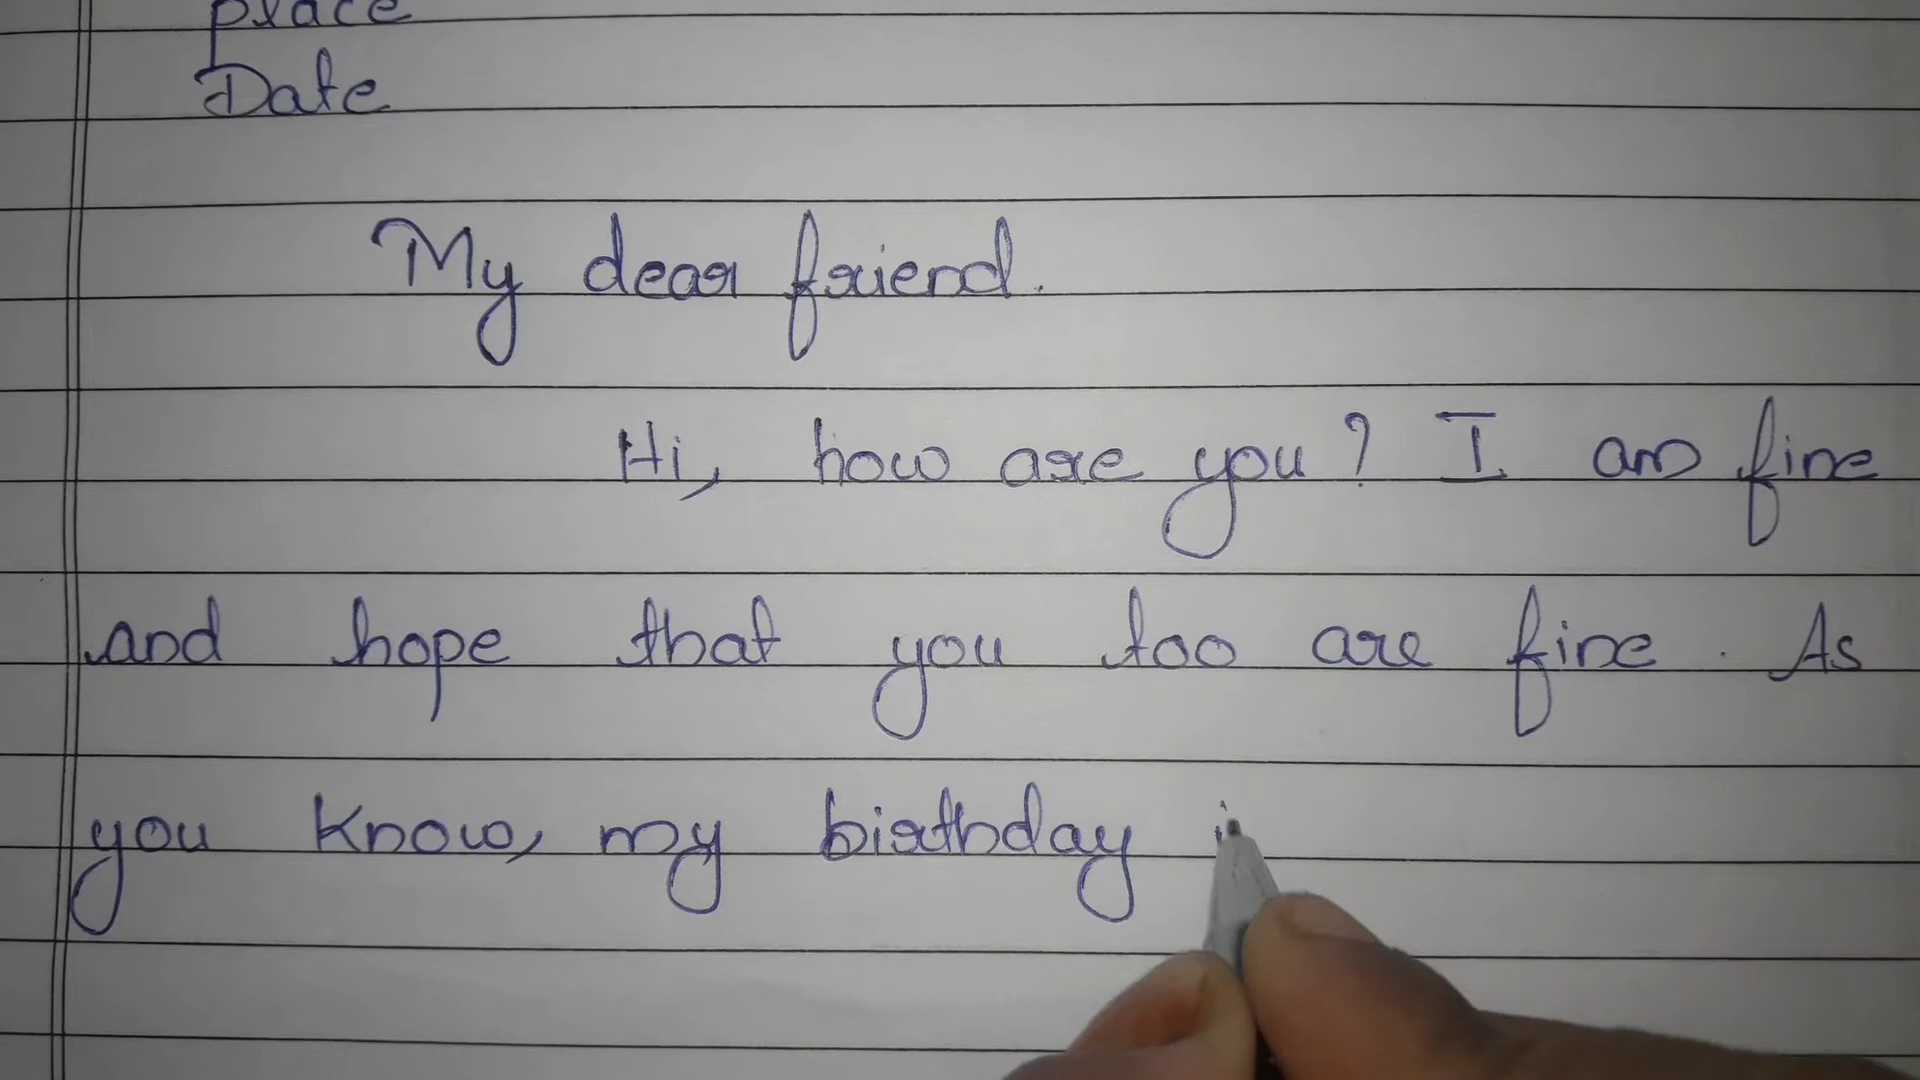 place
Date
My dear friend.
Hi, how are you? I am fine
and hope that you too are fine. As
you know, my birthday i